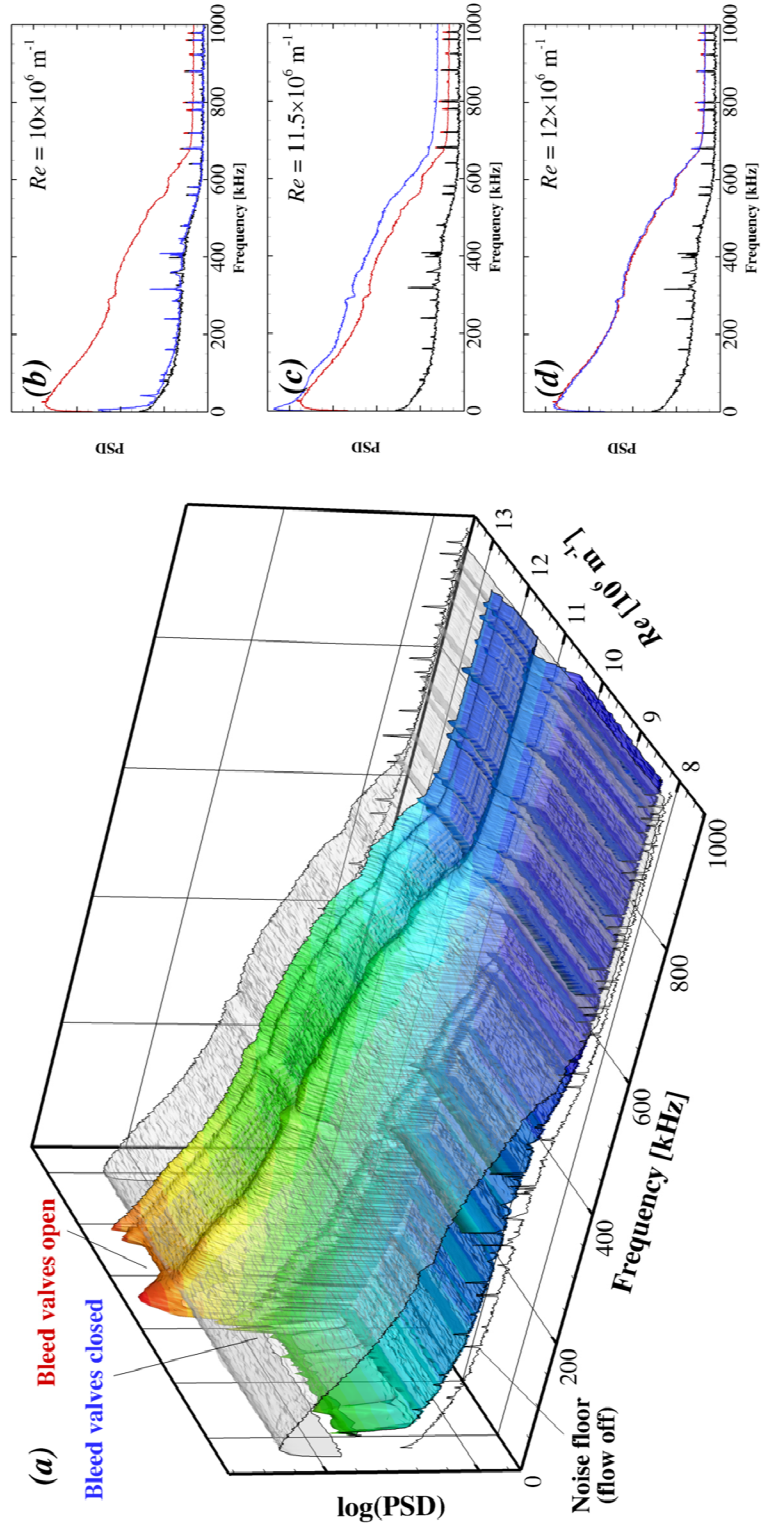 (a)
Bleed valves open
Bleed valves closed
log(PSD)
Noise floor
(flow off)
0
200
400
600
800
1000
Frequency [kHz]
8
9
10
11
12
13
Re [10⁶ m⁻¹]
(b)
Re = 10×10⁶ m⁻¹
PSD
0
200
400
600
800
1000
Frequency [kHz]
(c)
Re = 11.5×10⁶ m⁻¹
PSD
0
200
400
600
800
1000
Frequency [kHz]
(d)
Re = 12×10⁶ m⁻¹
PSD
0
200
400
600
800
1000
Frequency [kHz]